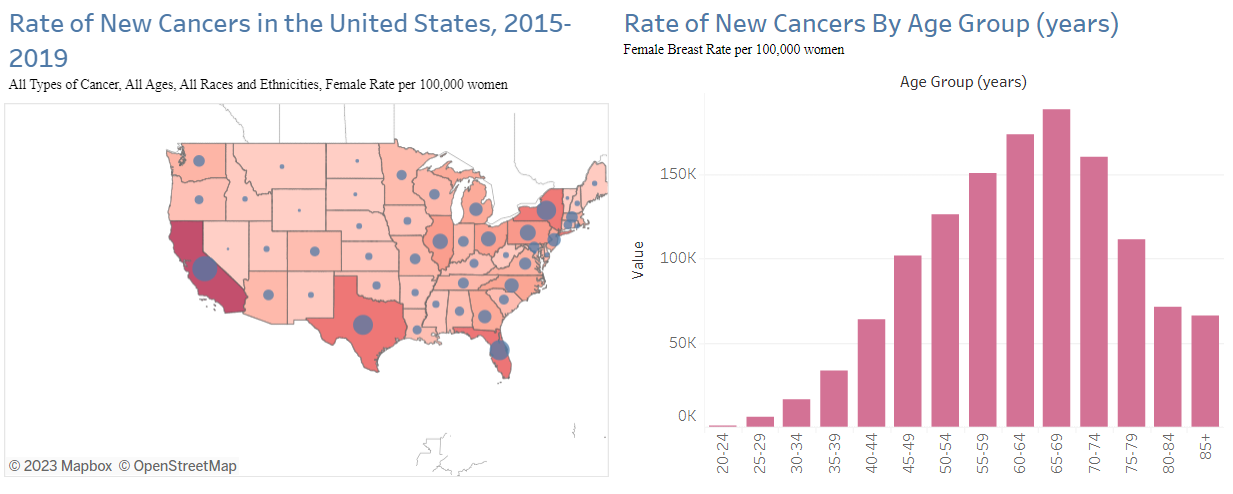 Rate of New Cancers in the United States, 2015-
2019
All Types of Cancer, All Ages, All Races and Ethnicities, Female Rate per 100,000 women
© 2023 Mapbox © OpenStreetMap
Rate of New Cancers By Age Group (years)
Female Breast Rate per 100,000 women
Age Group (years)
Value
150K
100K
50K
0K
20-24
25-29
30-34
35-39
40-44
45-49
50-54
55-59
60-64
65-69
70-74
75-79
80-84
85+